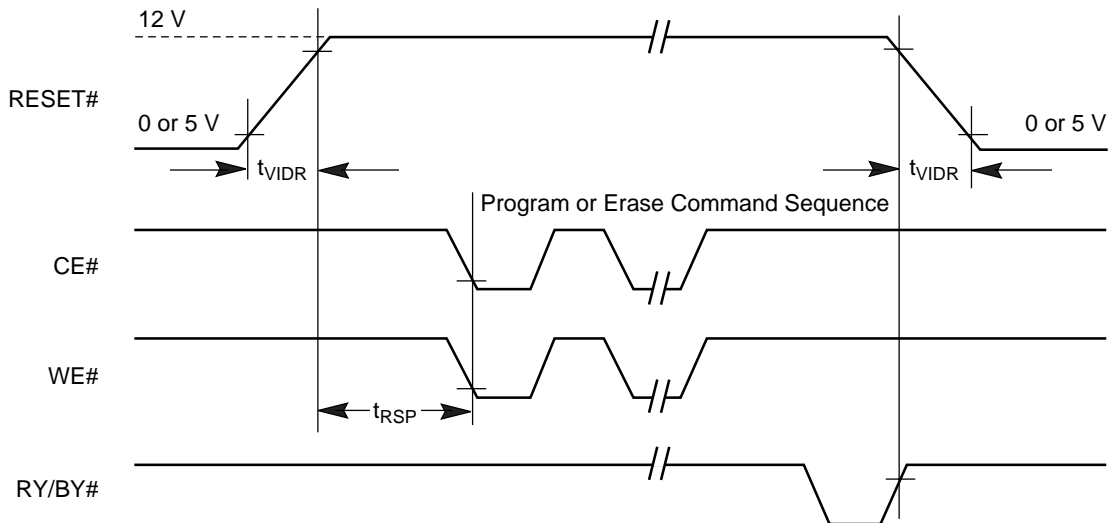 12 V
RESET#
0 or 5 V
0 or 5 V
tVIDR
tVIDR
Program or Erase Command Sequence
CE#
WE#
tRSP
RY/BY#